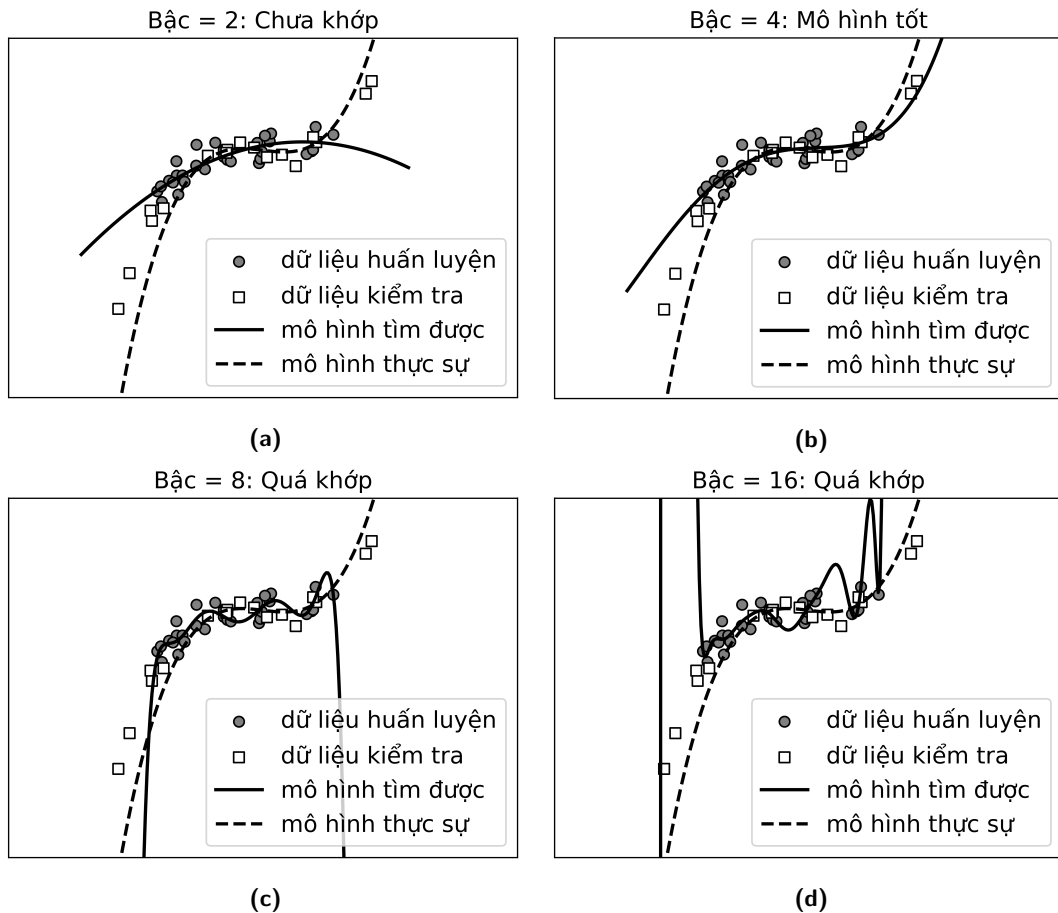 Bậc = 2: Chưa khớp
dữ liệu huấn luyện
dữ liệu kiểm tra
mô hình tìm được
mô hình thực sự
(a)
Bậc = 4: Mô hình tốt
dữ liệu huấn luyện
dữ liệu kiểm tra
mô hình tìm được
mô hình thực sự
(b)
Bậc = 8: Quá khớp
dữ liệu huấn luyện
dữ liệu kiểm tra
mô hình tìm được
mô hình thực sự
(c)
Bậc = 16: Quá khớp
dữ liệu huấn luyện
dữ liệu kiểm tra
mô hình tìm được
mô hình thực sự
(d)